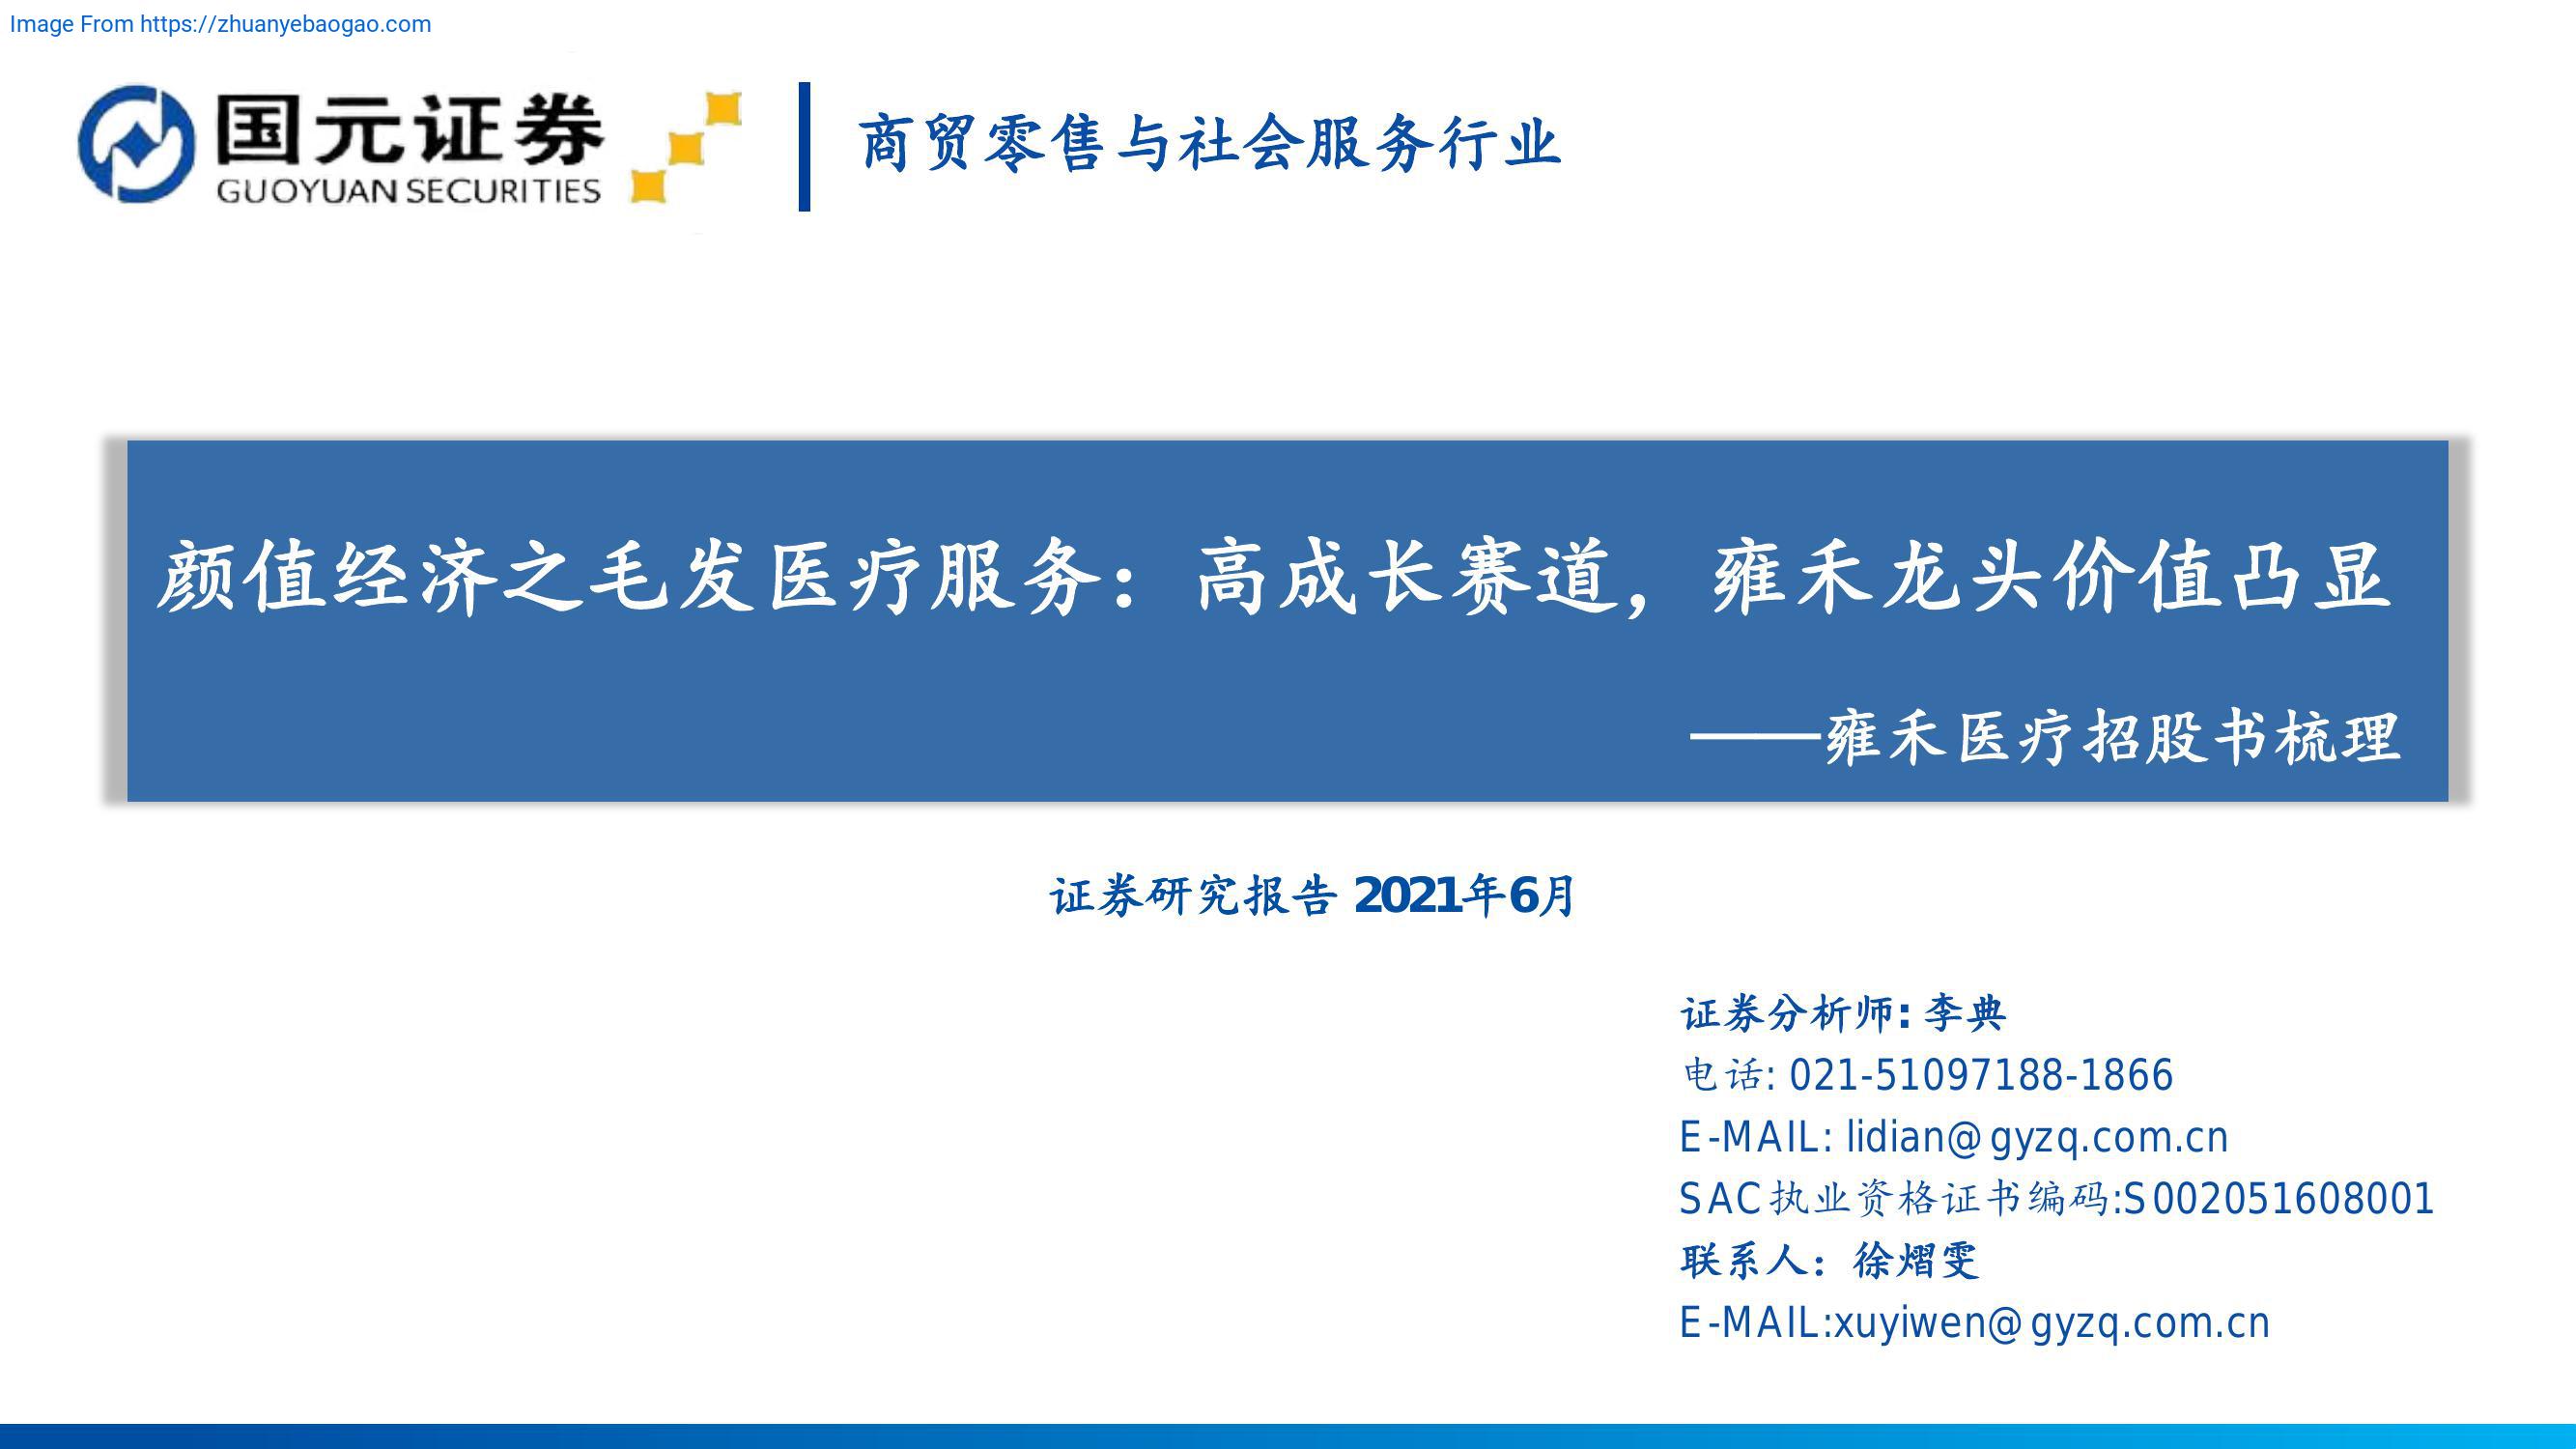 Image From https://zhuanyebaogao.com
国元证券
GUOYUAN SECURITIES
商贸零售与社会服务行业
颜值经济之毛发医疗服务：高成长赛道，雍禾龙头价值凸显
——雍禾医疗招股书梳理
证券研究报告 2021年6月
证券分析师: 李典
电话: 021-51097188-1866
E-MAIL: lidian@gyzq.com.cn
SAC执业资格证书编码:S002051608001
联系人：徐熠雯
E-MAIL:xuyiwen@gyzq.com.cn